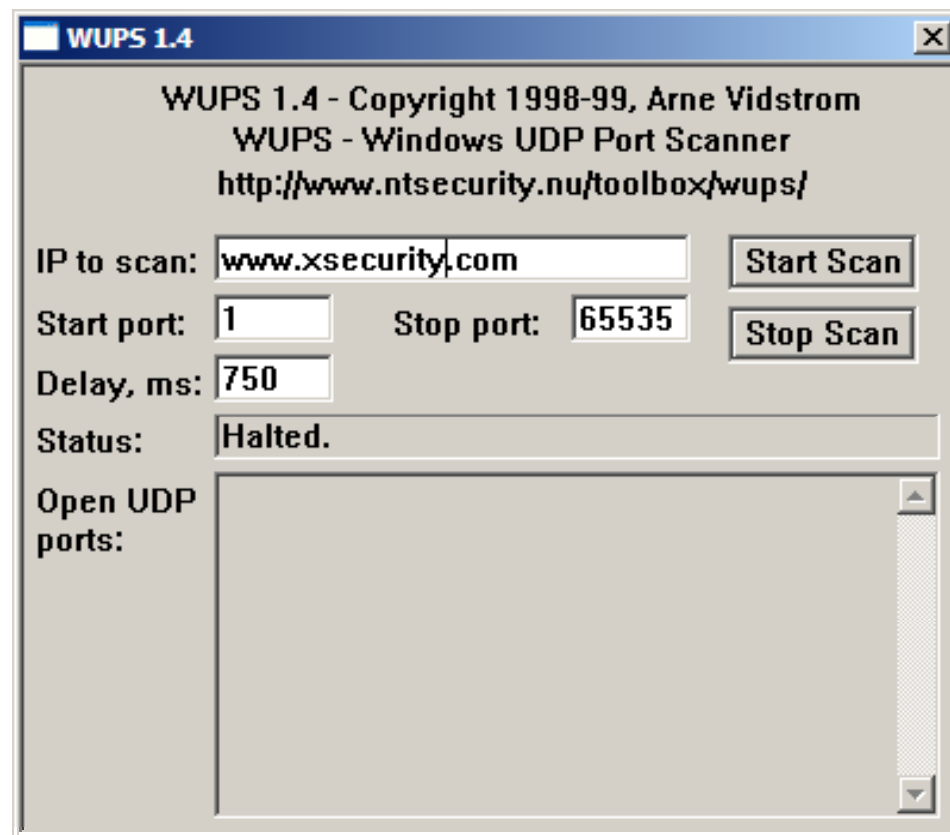 WUPS 1.4
WUPS 1.4 - Copyright 1998-99, Arne Vidstrom
WUPS - Windows UDP Port Scanner
http://www.ntsecurity.nu/toolbox/wups/
IP to scan: www.xsecurity.com Start Scan
Start port: 1 Stop port: 65535 Stop Scan
Delay, ms: 750
Status: Halted.
Open UDP
ports: